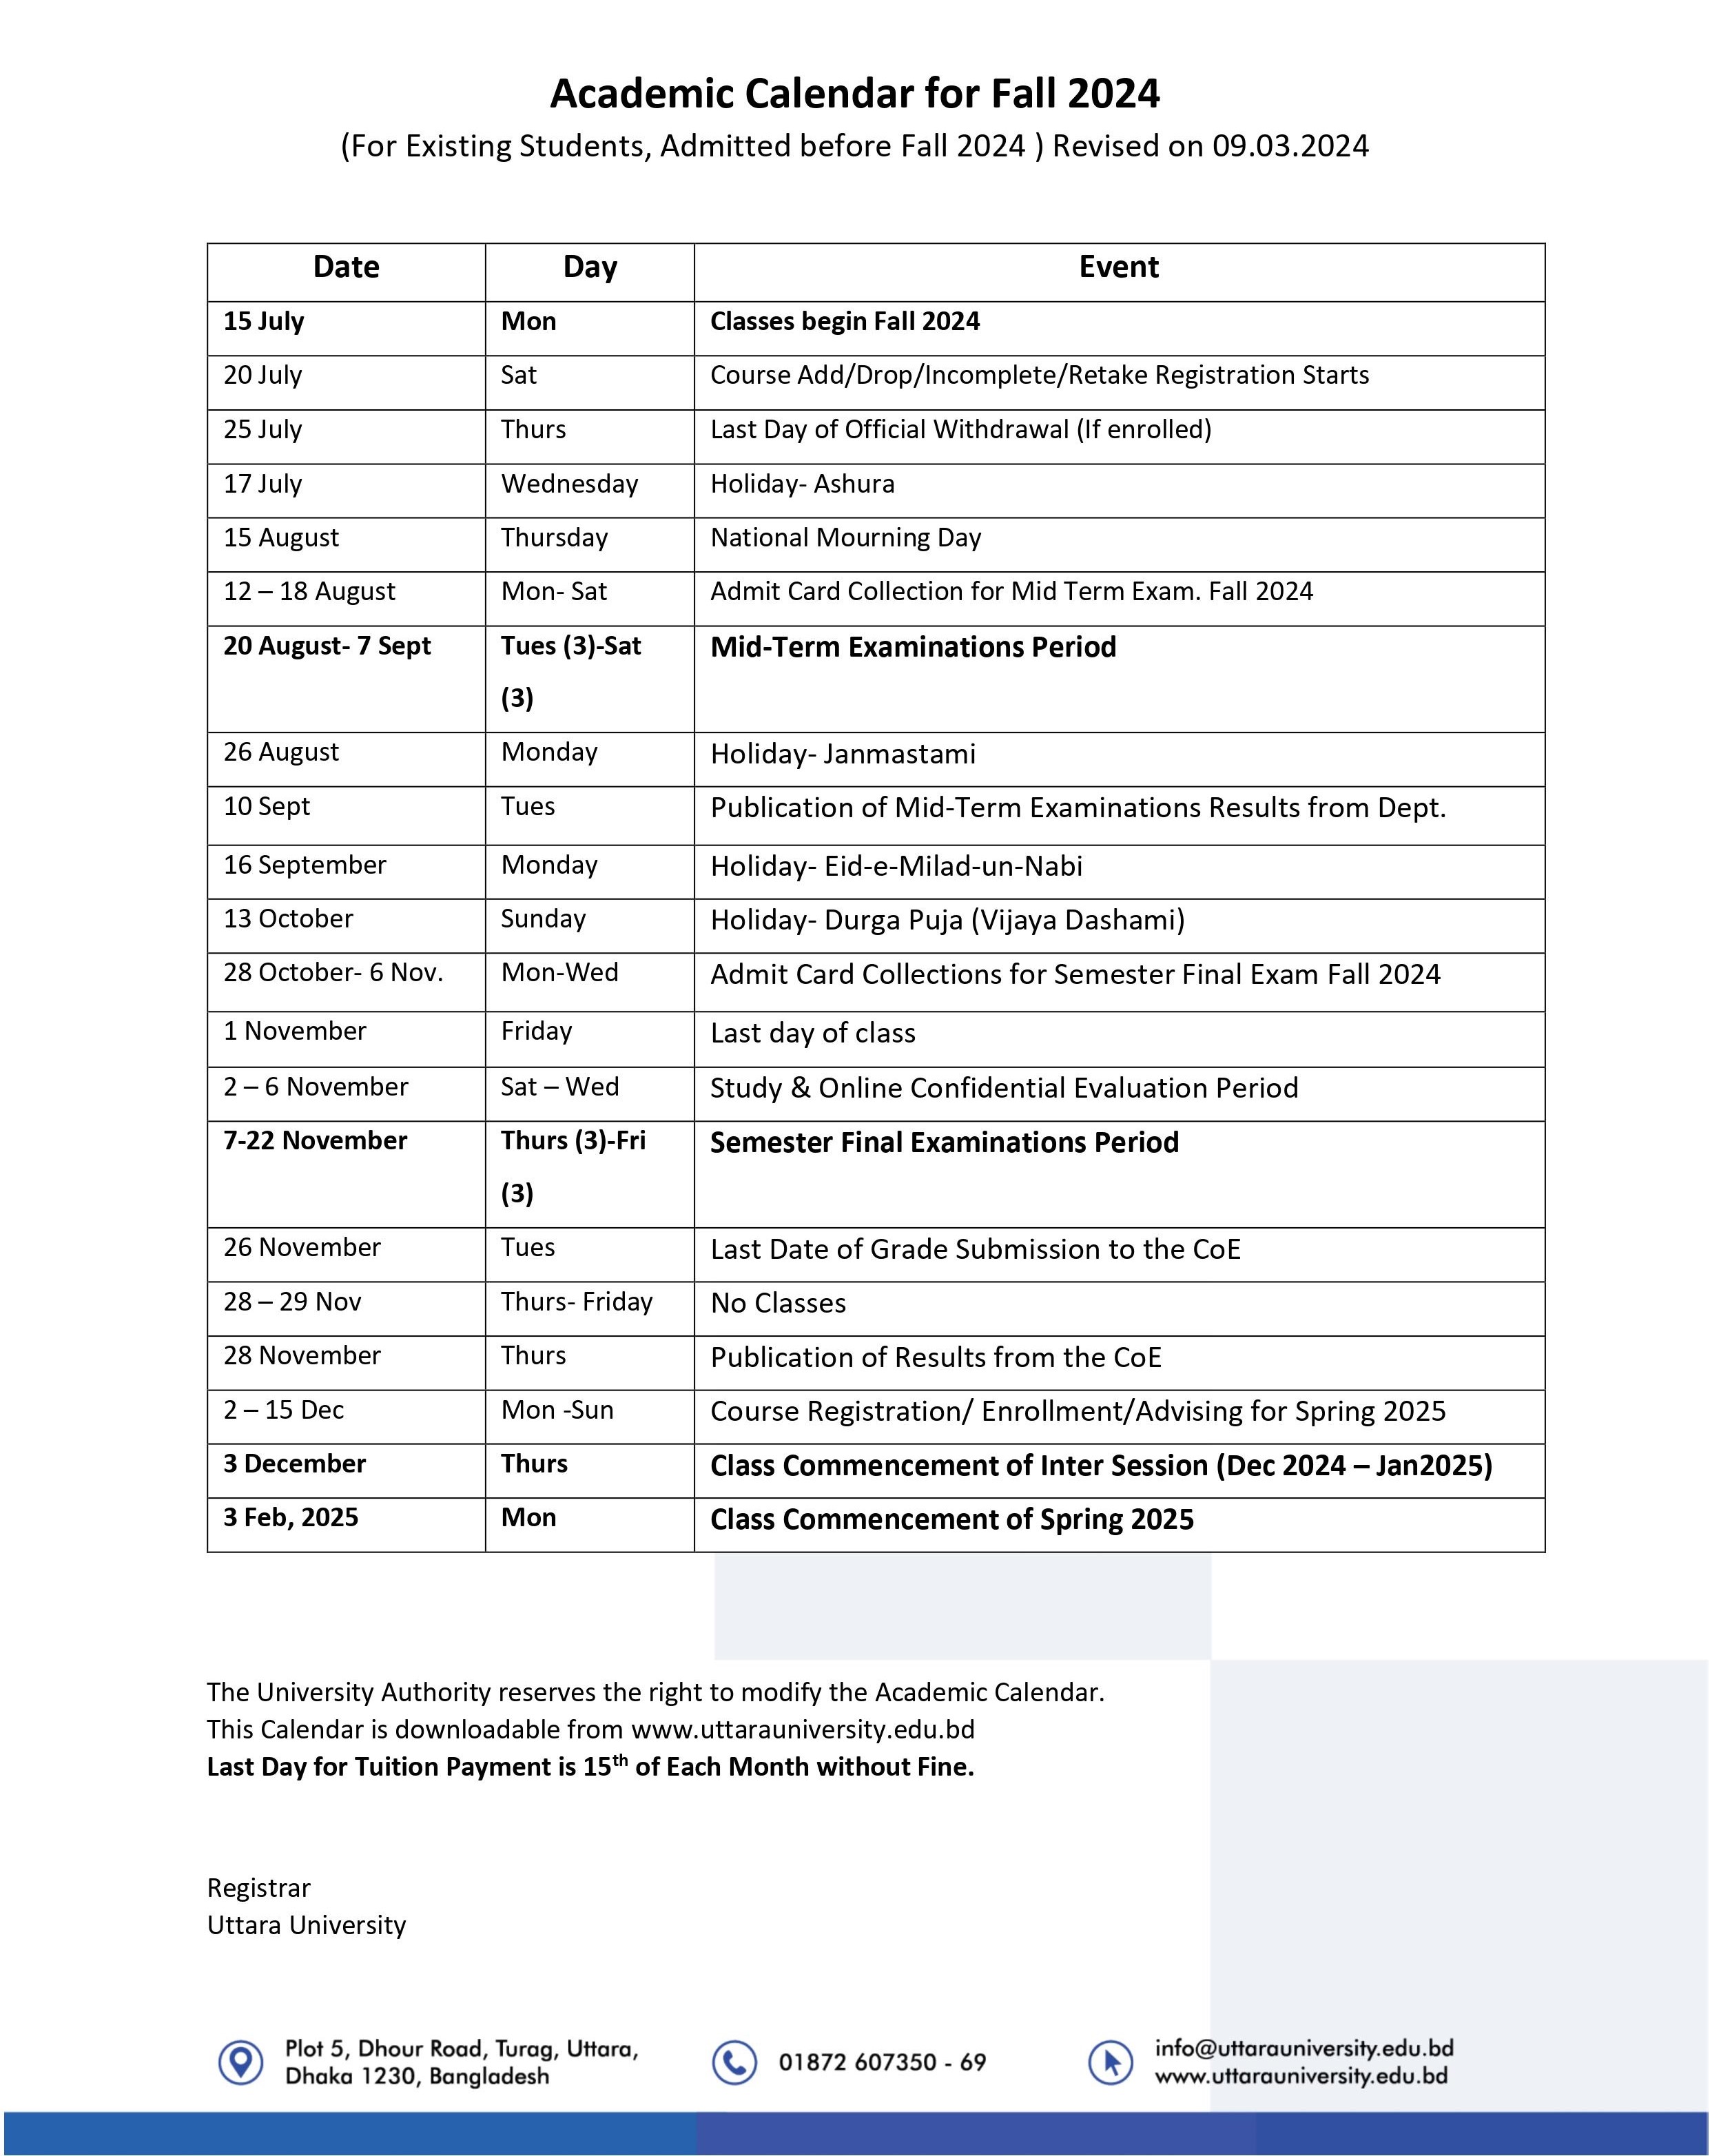 Academic Calendar for Fall 2024
(For Existing Students, Admitted before Fall 2024 ) Revised on 09.03.2024
Date Day Event
15 July Mon Classes begin Fall 2024
20 July Sat Course Add/Drop/Incomplete/Retake Registration Starts
25 July Thurs Last Day of Official Withdrawal (If enrolled)
17 July Wednesday Holiday- Ashura
15 August Thursday National Mourning Day
12 – 18 August Mon- Sat Admit Card Collection for Mid Term Exam. Fall 2024
20 August- 7 Sept Tues (3)-Sat Mid-Term Examinations Period
(3)
26 August Monday Holiday- Janmastami
10 Sept Tues Publication of Mid-Term Examinations Results from Dept.
16 September Monday Holiday- Eid-e-Milad-un-Nabi
13 October Sunday Holiday- Durga Puja (Vijaya Dashami)
28 October- 6 Nov. Mon-Wed Admit Card Collections for Semester Final Exam Fall 2024
1 November Friday Last day of class
2 – 6 November Sat – Wed Study & Online Confidential Evaluation Period
7-22 November Thurs (3)-Fri Semester Final Examinations Period
(3)
26 November Tues Last Date of Grade Submission to the CoE
28 – 29 Nov Thurs- Friday No Classes
28 November Thurs Publication of Results from the CoE
2 – 15 Dec Mon -Sun Course Registration/ Enrollment/Advising for Spring 2025
3 December Thurs Class Commencement of Inter Session (Dec 2024 – Jan2025)
3 Feb, 2025 Mon Class Commencement of Spring 2025
The University Authority reserves the right to modify the Academic Calendar.
This Calendar is downloadable from www.uttarauniversity.edu.bd
Last Day for Tuition Payment is 15th of Each Month without Fine.
Registrar
Uttara University
Plot 5, Dhour Road, Turag, Uttara,
Dhaka 1230, Bangladesh
01872 607350 - 69
info@uttarauniversity.edu.bd
www.uttarauniversity.edu.bd